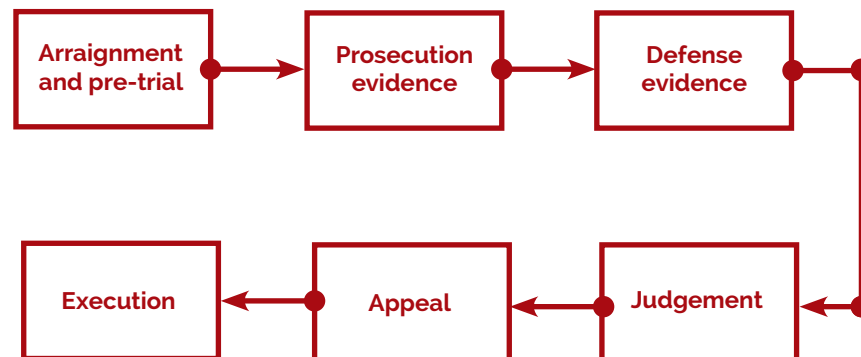 Arraignment
and pre-trial
Prosecution
evidence
Defense
evidence
Judgement
Appeal
Execution